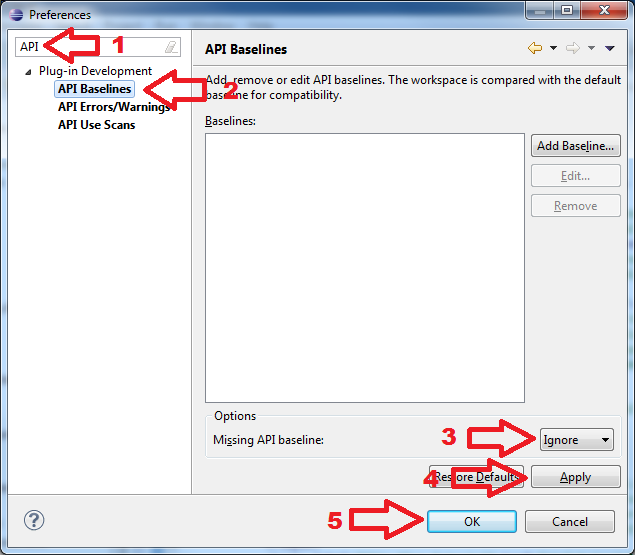 Preferences
API
1
API Baselines
Plug-in Development
Add, remove or edit API baselines. The workspace is compared with the default
baseline for compatibility.
API Baselines
2
API Errors/Warnings
API Use Scans
Baselines:
Add Baseline...
Edit...
Remove
Options
Missing API baseline:
3
Ignore
4
Restore Defaults
Apply
?
5
OK
Cancel